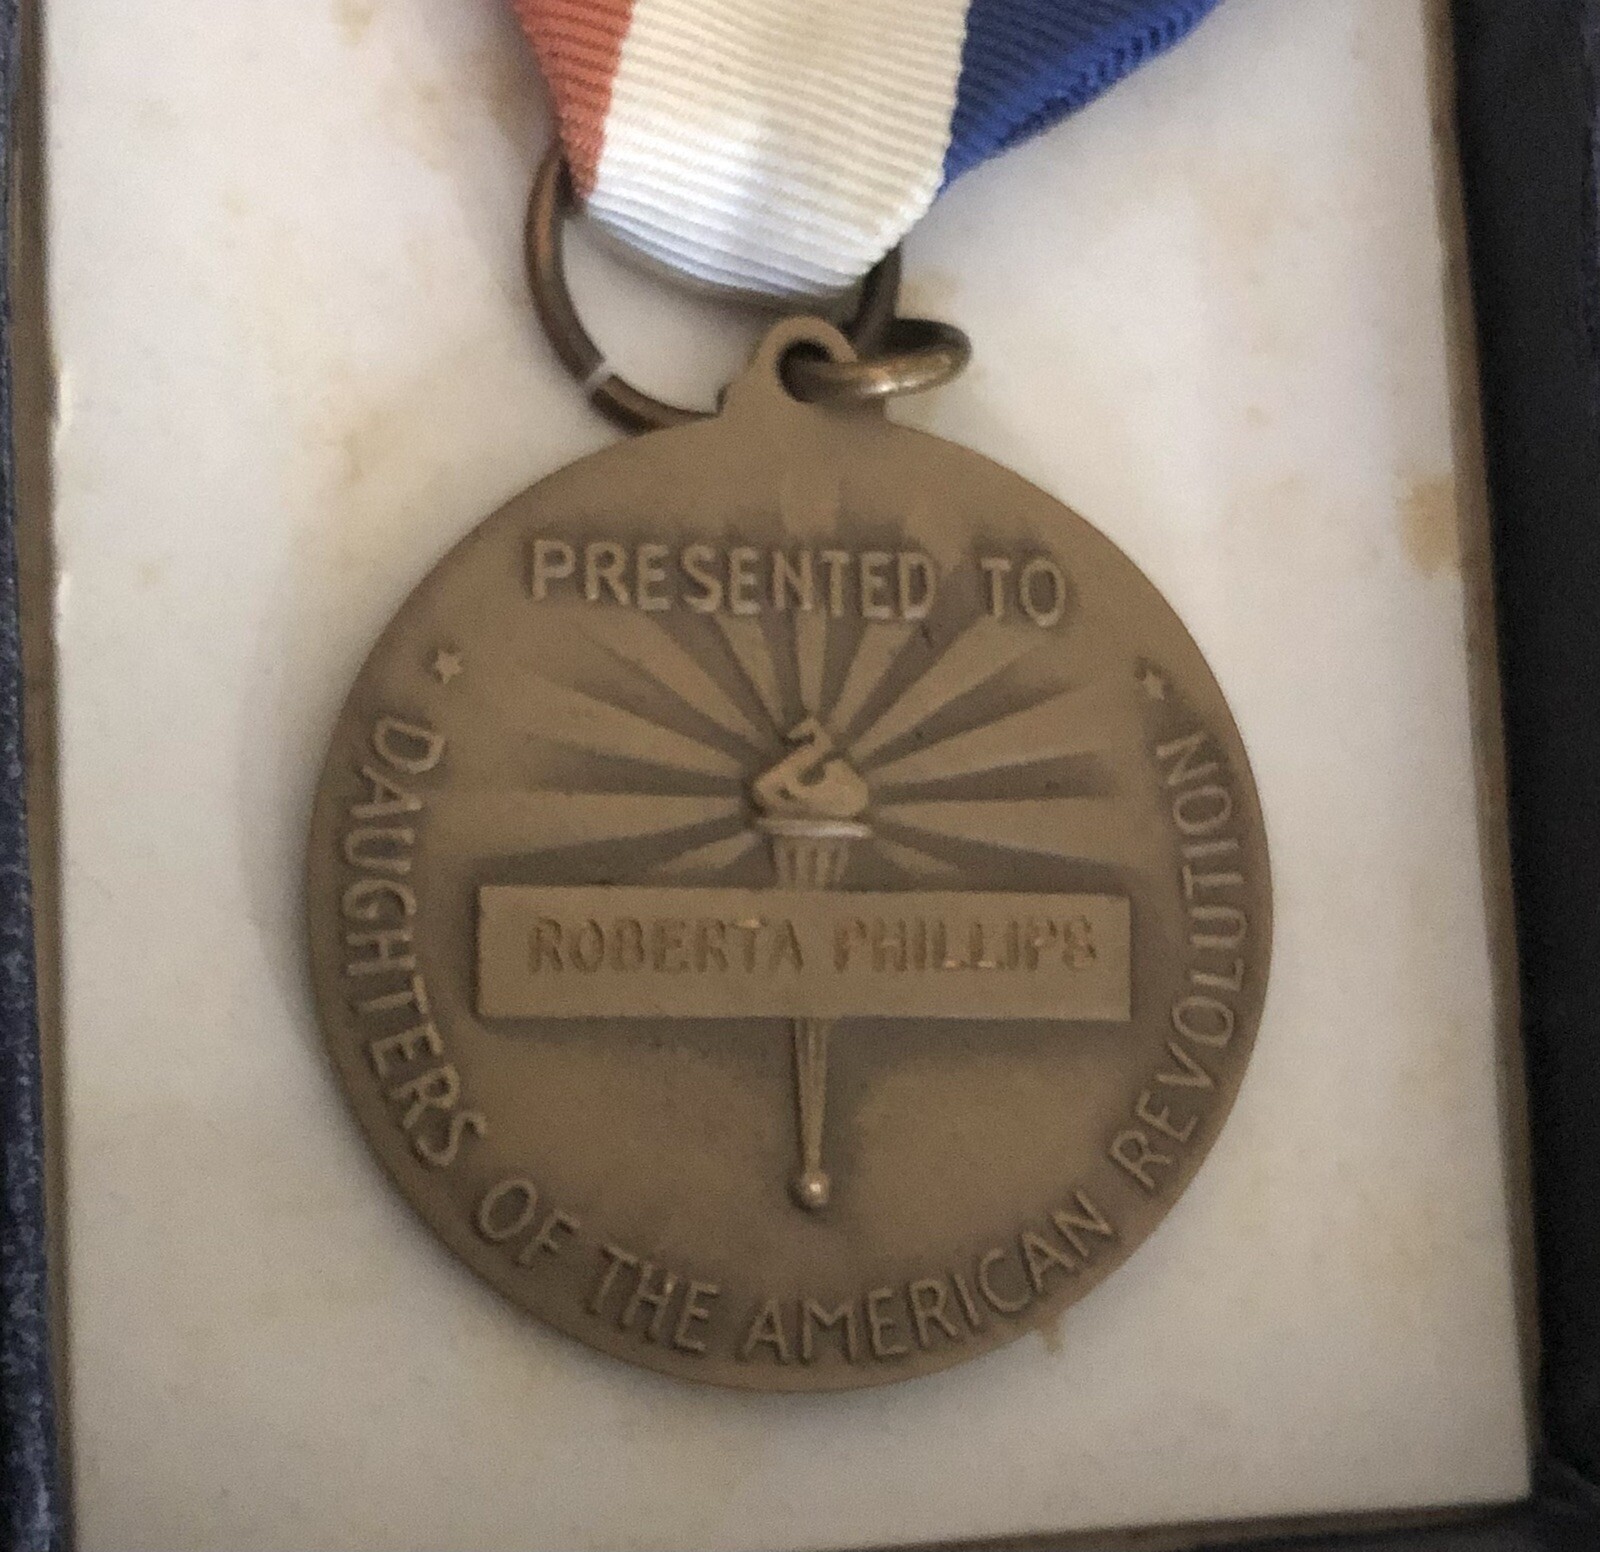 PRESENTED TO
ROBERTA PHILLIPS
DAUGHTERS OF THE AMERICAN REVOLUTION